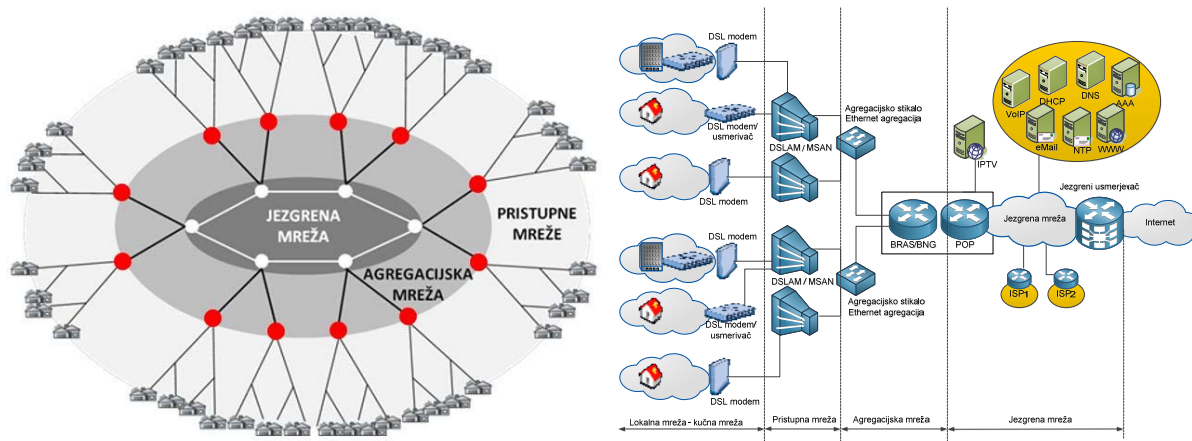 JEZGRENA
MREŽA
PRISTUPNE
MREŽE
AGREGACIJSKA
MREŽA
DSL modem
DSL modem/
usmerivač
DSL modem
DSL modem
DSL modem/
usmerivač
DSL modem
DSLAM / MSAN
DSLAM / MSAN
Agregacijsko stikalo
Ethernet agregacija
Agregacijsko stikalo
Ethernet agregacija
BRAS/BNG
POP
IPTV
VoIP
DHCP
DNS
AAA
eMail
NTP
WWW
Jezgreni usmerjevač
Jezgrena mreža
Internet
ISP1
ISP2
Lokalna mreža - kućna mreža
Pristupna mreža
Agregacijska mreža
Jezgrena mreža